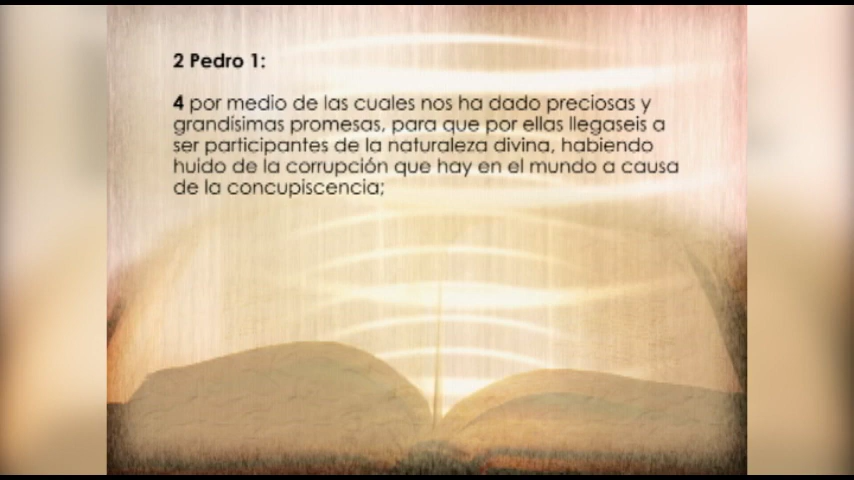 2 Pedro 1:
4 por medio de las cuales nos ha dado preciosas y
grandísimas promesas, para que por ellas llegaseis a
ser participantes de la naturaleza divina, habiendo
huido de la corrupción que hay en el mundo a causa
de la concupiscencia;